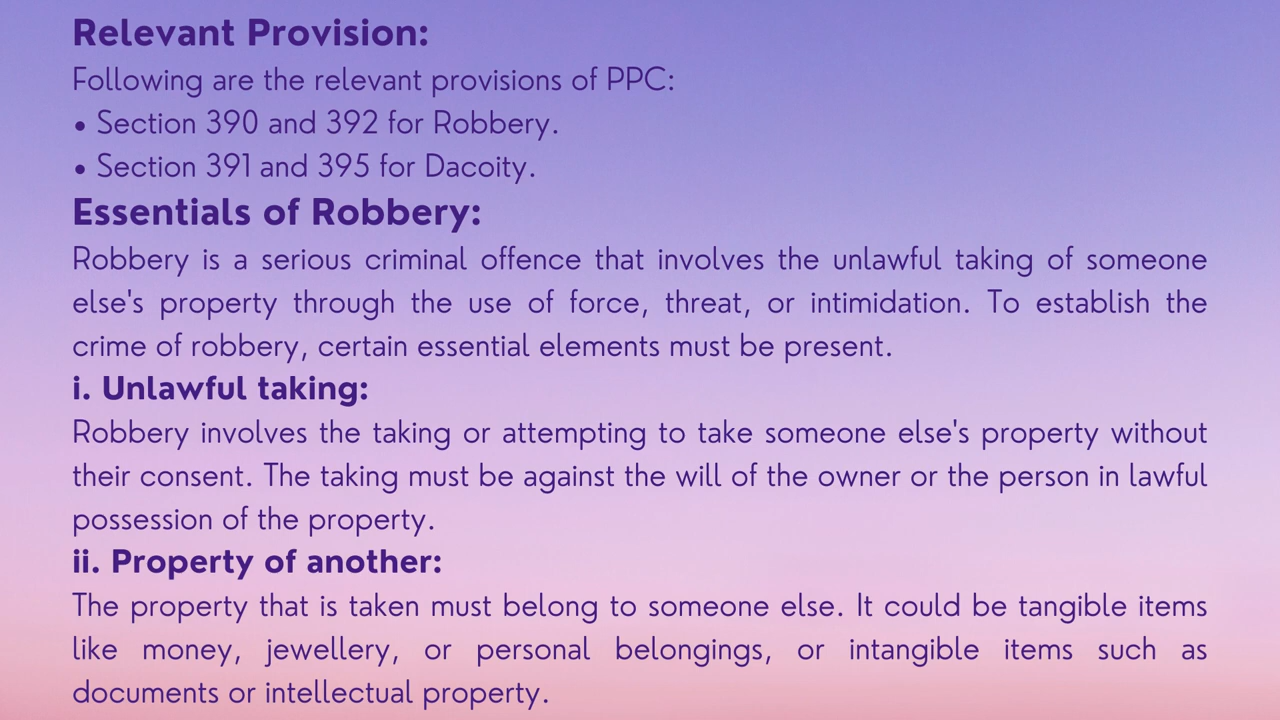 Relevant Provision:
Following are the relevant provisions of PPC:
• Section 390 and 392 for Robbery.
• Section 391 and 395 for Dacoity.
Essentials of Robbery:
Robbery is a serious criminal offence that involves the unlawful taking of someone
else's property through the use of force, threat, or intimidation. To establish the
crime of robbery, certain essential elements must be present.
i. Unlawful taking:
Robbery involves the taking or attempting to take someone else's property without
their consent. The taking must be against the will of the owner or the person in lawful
possession of the property.
ii. Property of another:
The property that is taken must belong to someone else. It could be tangible items
like money, jewellery, or personal belongings, or intangible items such as
documents or intellectual property.